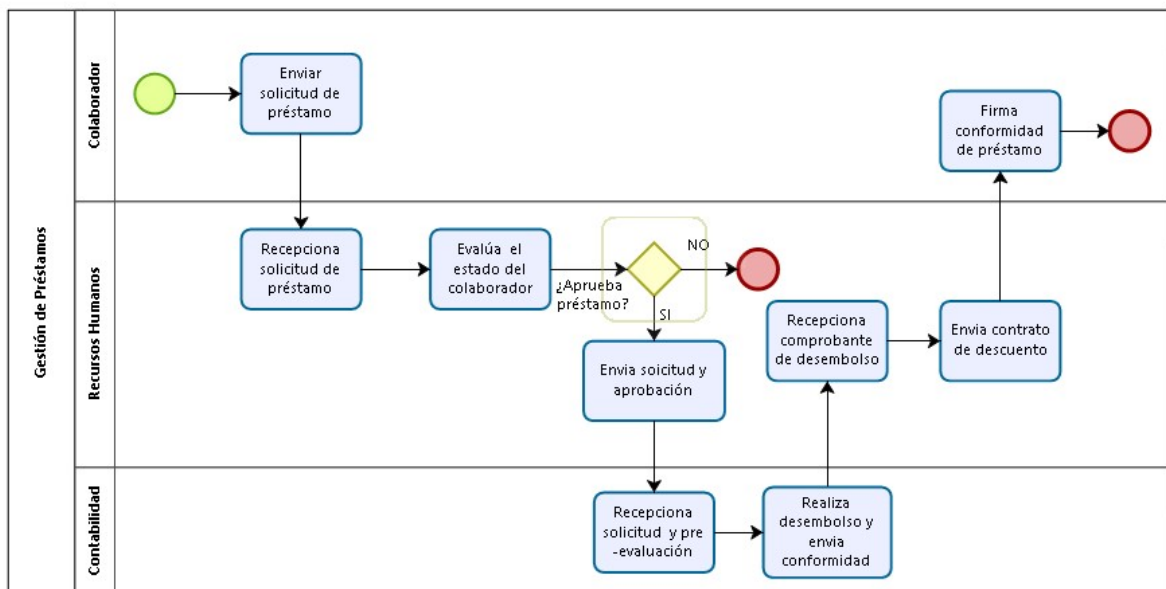 Gestión de Préstamos
Colaborador
Enviar
solicitud de
préstamo
Firma
conformidad
de préstamo
Recursos Humanos
Recepciona
solicitud de
préstamo
Evalúa el
estado del
colaborador
¿Aprueba
préstamo?
NO
SI
Envia soicitud y
aprobación
Recepciona
comprobante
de desembolso
Envia contrato
de descuento
Contabilidad
Recepciona
solicitud y pre
-evaluación
Realiza
desembolso y
envia
conformidad